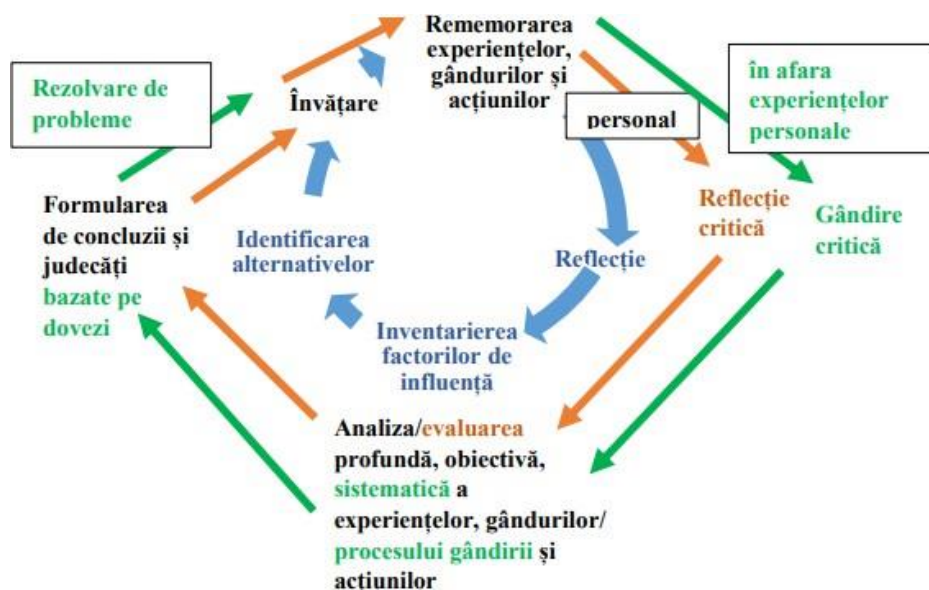 Rememorarea
experiențelor,
gândurilor și
acțiunilor
Rezolvare de
probleme
Învățare
personal
în afara
experiențelor
personale
Formularea
de concluzii și
judecăți
bazate pe
dovezi
Identificarea
alternativelor
Reflecție
Reflecție
critică
Gândire
critică
Inventarierea
factorilor de
influență
Analiza/evaluarea
profundă, obiectivă,
sistematică a
experiențelor, gândurilor/
procesului gândirii și
acțiunilor